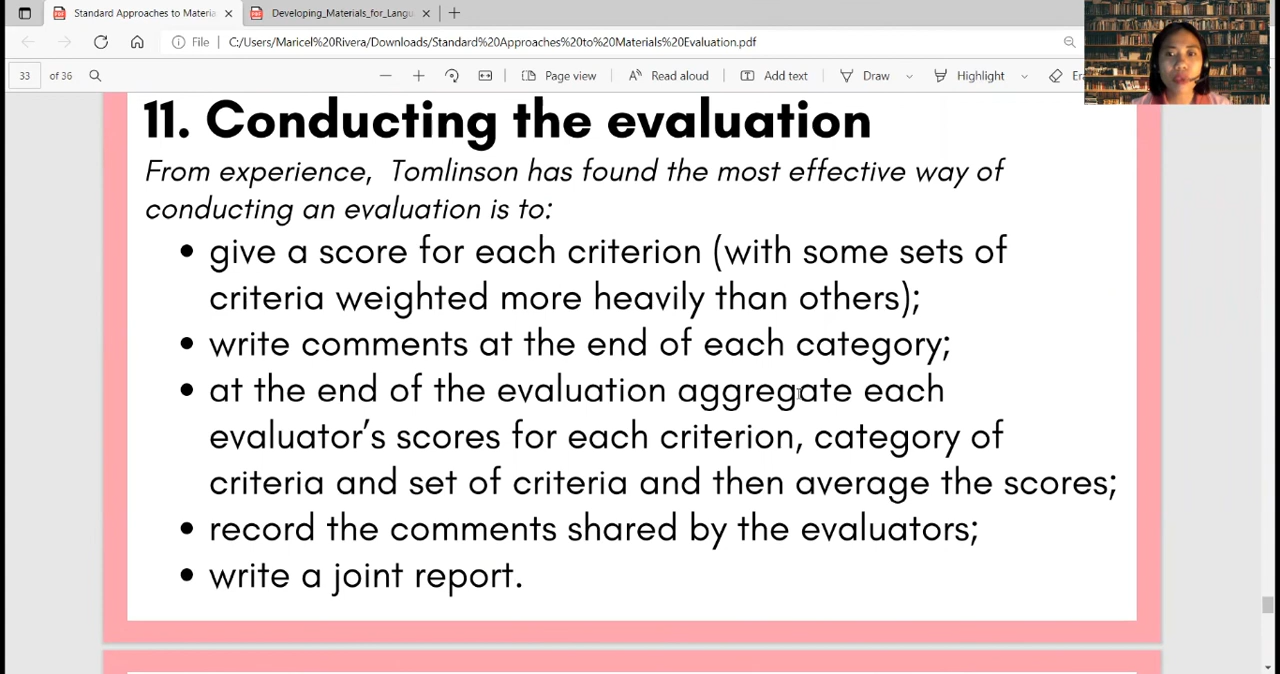 Standard Approaches to Materia
Developing_Materials_for_Langu
File C:/Users/Maricel%20Rivera/Downloads/Standard%20Approaches%20to%20Materials%20Evaluation.pdf
33 of 36 Page view Read aloud Add text Draw Highlight
11. Conducting the evaluation
From experience, Tomlinson has found the most effective way of
conducting an evaluation is to:
• give a score for each criterion (with some sets of
criteria weighted more heavily than others);
• write comments at the end of each category;
• at the end of the evaluation aggregate each
evaluator’s scores for each criterion, category of
criteria and set of criteria and then average the scores;
• record the comments shared by the evaluators;
• write a joint report.